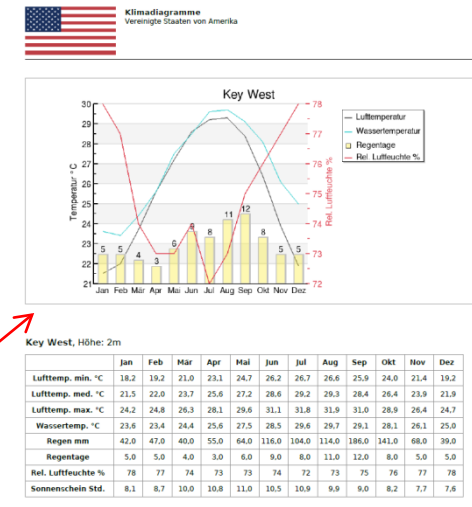 Klimadiagramme
Vereinigte Staaten von Amerika
Key West
30
29
28
27
26
25
24
23
22
21
Temperatur °C
5 5 4 3 6 9 8 11 12 8 5 5
Jan Feb Mär Apr Mai Jun Jul Aug Sep Okt Nov Dez
78
77
76
75
74
73
72
Rel. Luftfeuchte %
Lufttemperatur
Wassertemperatur
Regentage
Rel. Luftfeuchte %
Key West, Höhe: 2m
Jan Feb Mär Apr Mai Jun Jul Aug Sep Okt Nov Dez
Lufttemp. min. °C 18,2 19,2 21,0 23,1 24,7 26,2 26,7 26,6 25,9 24,0 21,4 19,2
Lufttemp. med. °C 21,5 22,0 23,7 25,6 27,2 28,6 29,2 29,3 28,4 26,4 23,9 21,9
Lufttemp. max. °C 24,2 24,8 26,3 28,1 29,6 31,1 31,8 31,9 31,0 28,9 26,4 24,7
Wassertemp. °C 23,6 23,4 24,4 25,6 27,5 28,5 29,6 29,7 29,1 28,1 26,1 25,0
Regen mm 42,0 47,0 40,0 55,0 64,0 116,0 104,0 114,0 186,0 141,0 68,0 39,0
Regentage 5,0 5,0 4,0 3,0 6,0 9,0 8,0 11,0 12,0 8,0 5,0 5,0
Rel. Luftfeuchte % 78 77 74 73 73 74 72 73 75 76 77 78
Sonnenschein Std. 8,1 8,7 10,0 10,8 11,0 10,5 10,9 9,9 9,0 8,2 7,7 7,6